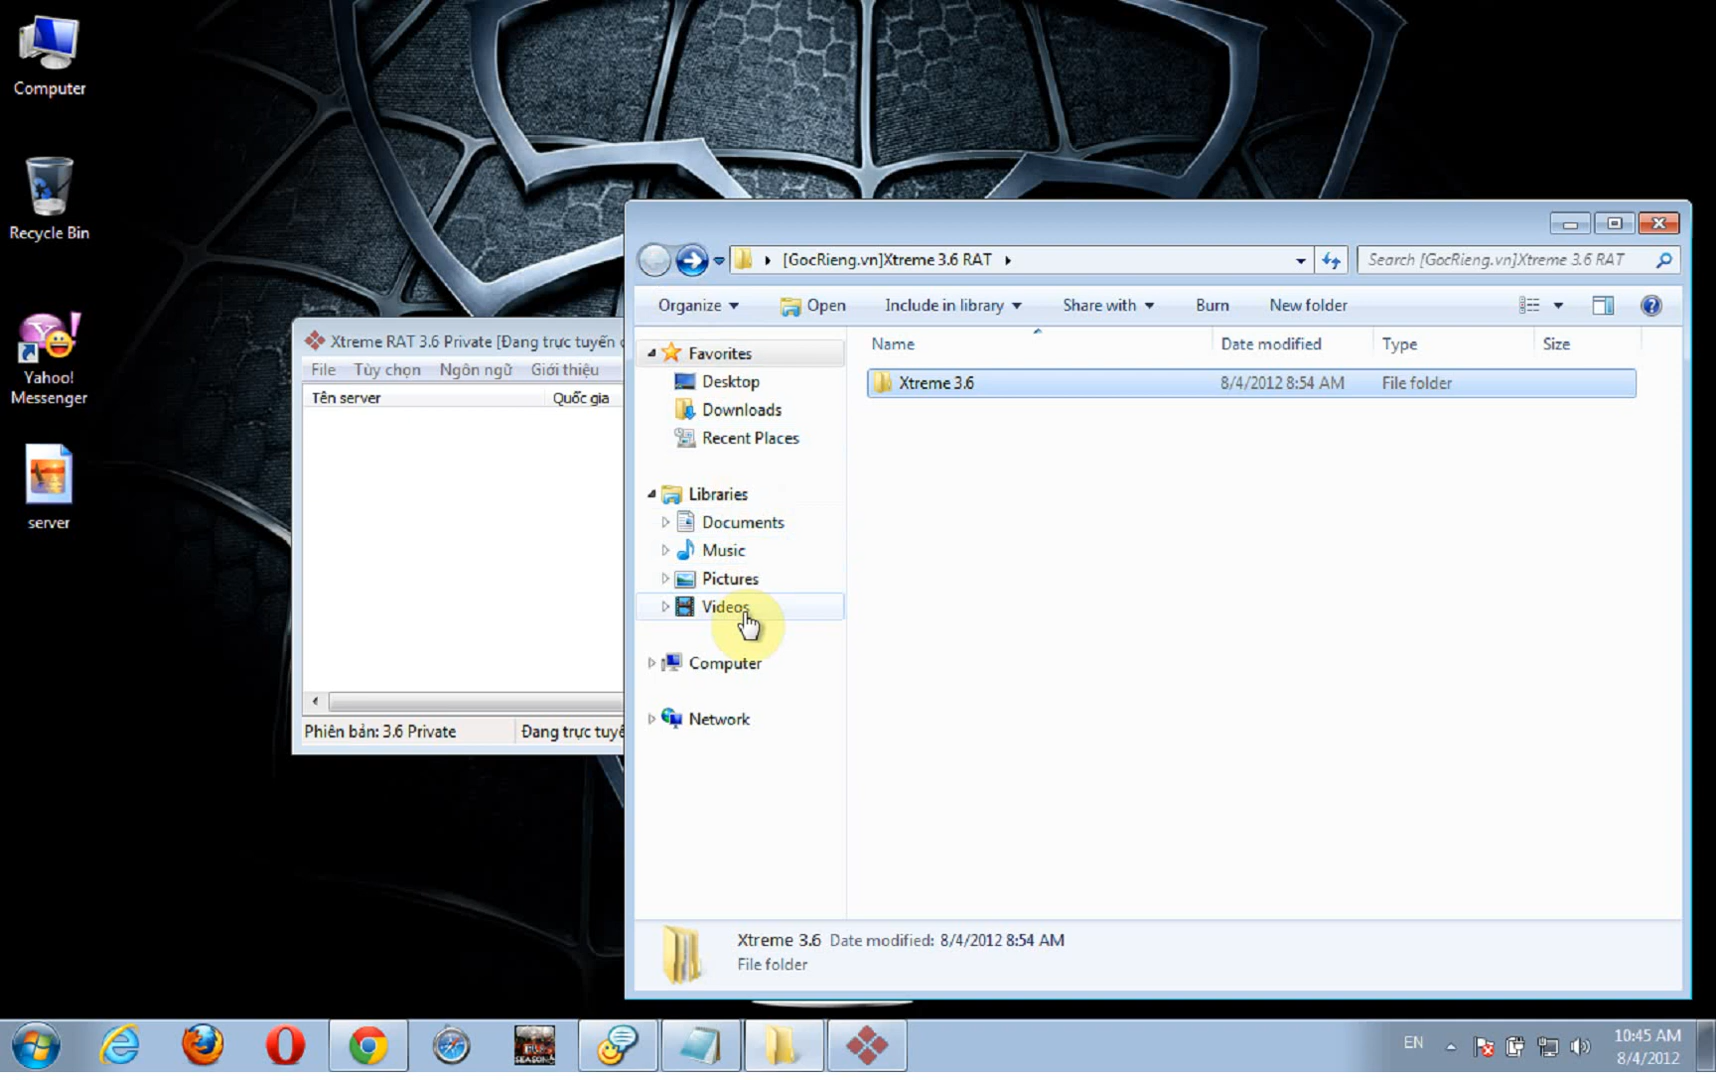 Computer
Recycle Bin
Yahoo!
Messenger
server
Xtreme RAT 3.6 Private [Đang trực tuyến
File Tùy chọn Ngôn ngữ Giới thiệu
Tên server Quốc gia
Phiên bản: 3.6 Private Đang trực
[GocRieng.vn]Xtreme 3.6 RAT
Search [GocRieng.vn]Xtreme 3.6 RAT
Organize Open Include in library Share with Burn New folder
Name Date modified Type Size
Xtreme 3.6 8/4/2012 8:54 AM File folder
Favorites
Desktop
Downloads
Recent Places
Libraries
Documents
Music
Pictures
Videos
Computer
Network
Xtreme 3.6 Date modified: 8/4/2012 8:54 AM
File folder
EN
10:45 AM
8/4/2012